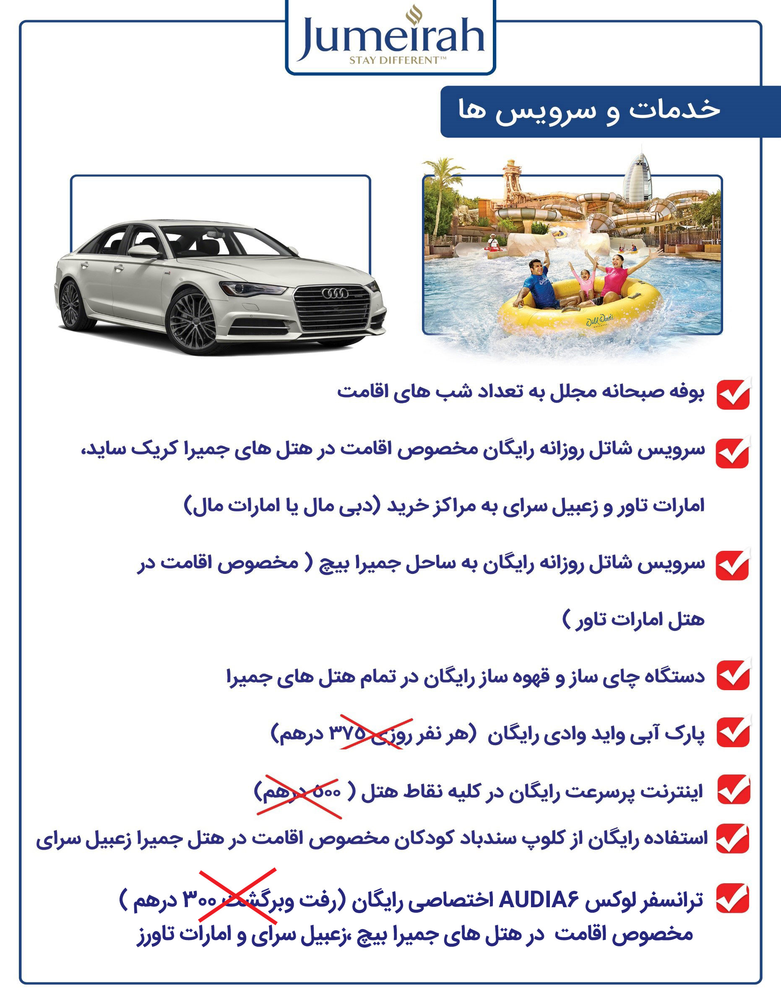 Jumeirah
STAY DIFFERENT™
خدمات و سرویس ها
Wild Wadi
بوفه صبحانه مجلل به تعداد شب های اقامت
سرویس شاتل روزانه رایگان مخصوص اقامت در هتل های جمیرا کریک ساید،
امارات تاور و زعبیل سرای به مراکز خرید (دبی مال یا امارات مال)
سرویس شاتل روزانه رایگان به ساحل جمیرا بیچ ( مخصوص اقامت در
هتل امارات تاور )
دستگاه چای ساز و قهوه ساز رایگان در تمام هتل های جمیرا
پارک آبی واید وادی رایگان (هر نفر روزی ۳۷۵ درهم)
اینترنت پرسرعت رایگان در کلیه نقاط هتل ( ۵۰۰ درهم)
استفاده رایگان از کلوپ سندباد کودکان مخصوص اقامت در هتل جمیرا زعبیل سرای
ترانسفر لوکس AUDIA۶ اختصاصی رایگان (رفت وبرگشت ۳۰۰ درهم )
مخصوص اقامت در هتل های جمیرا بیچ ،زعبیل سرای و امارات تاورز